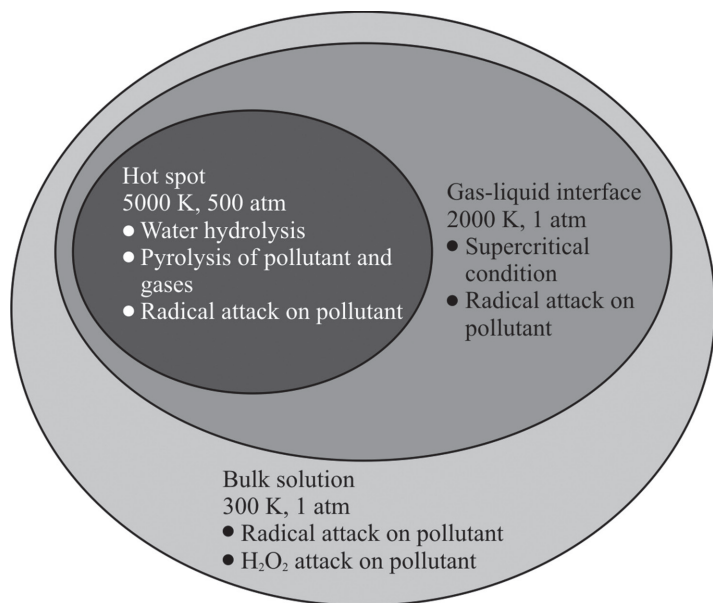 Hot spot
5000 K, 500 atm
● Water hydrolysis
● Pyrolysis of pollutant and
gases
● Radical attack on pollutant
Gas-liquid interface
2000 K, 1 atm
● Supercritical
condition
● Radical attack on
pollutant
Bulk solution
300 K, 1 atm
● Radical attack on pollutant
● H₂O₂ attack on pollutant